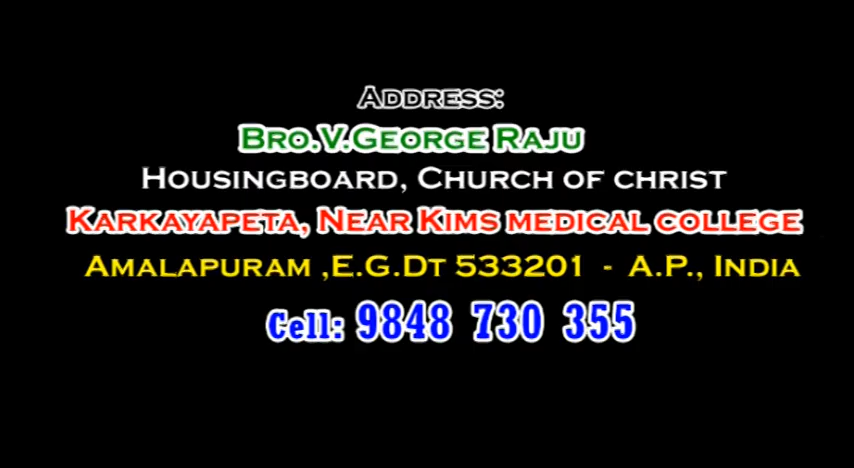 Address:
Bro.V.George Raju
Housingboard, Church of christ
Karkayapeta, Near Kims medical college
Amalapuram ,E.G.Dt 533201 - A.P., India
Cell: 9848 730 355